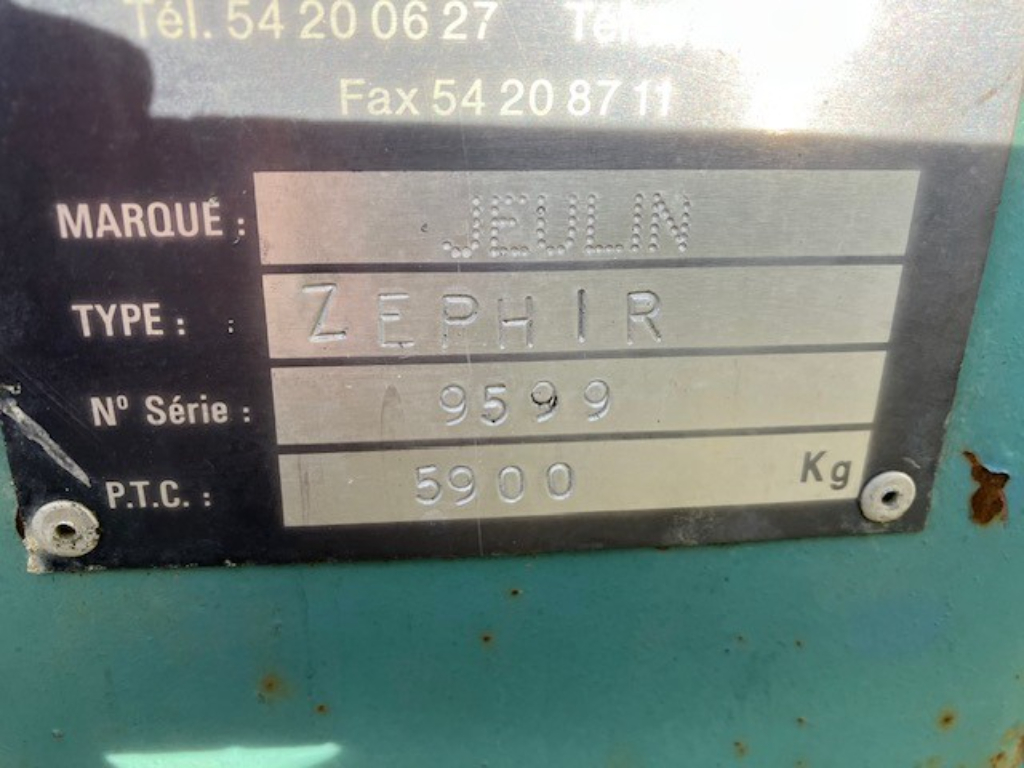 Tél. 54 20 06 27
Fax 54 20 87 11
MARQUE : JEULIN
TYPE : : ZEPHIR
N° Série : 9599
P.T.C. : 5900 Kg